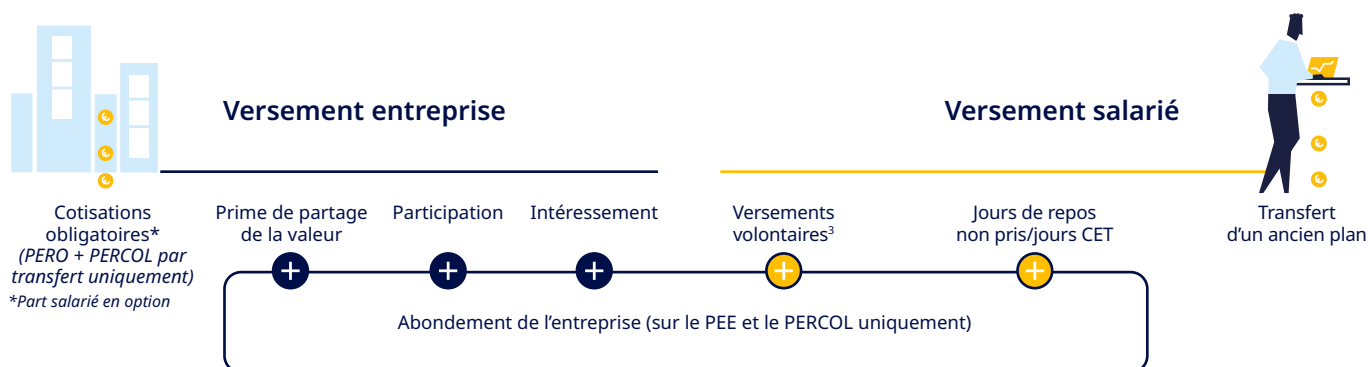 Versement entreprise
Versement salarié
Cotisations
obligatoires*
(PERO + PERCOL par
transfert uniquement)
*Part salarié en option
Prime de partage
de la valeur
Participation
Intéressement
Versements
volontaires³
Jours de repos
non pris/jours CET
Transfert
d’un ancien plan
Abondement de l’entreprise (sur le PEE et le PERCOL uniquement)